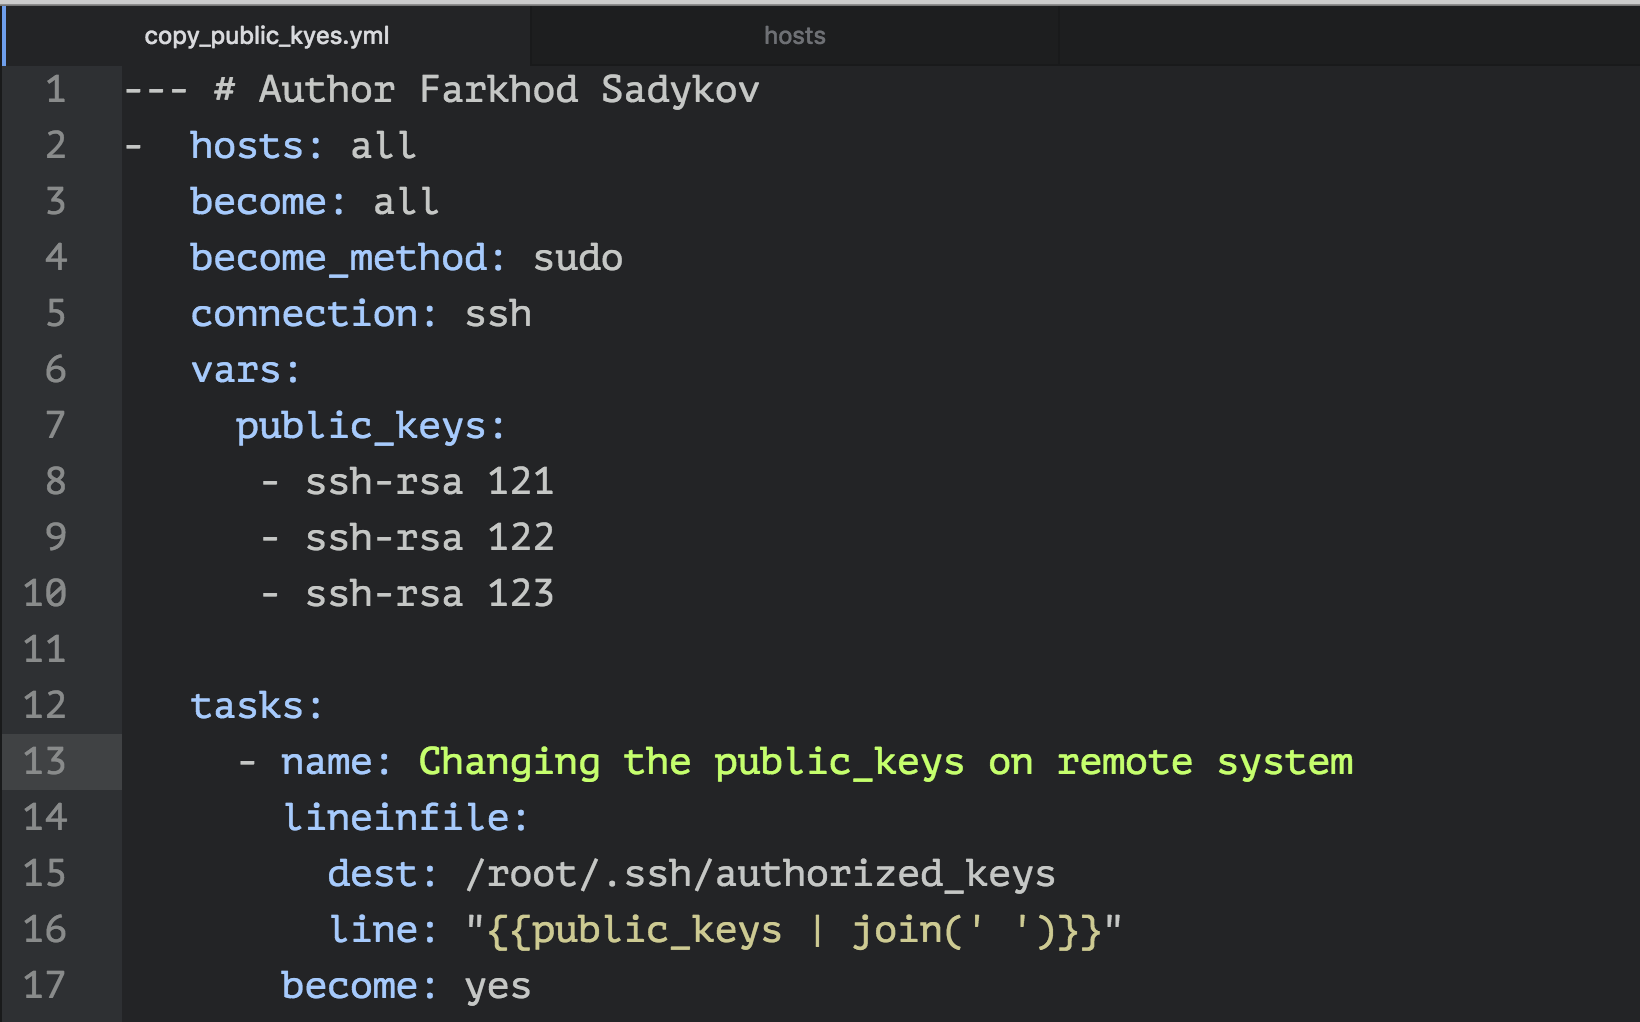 copy_public_kyes.yml hosts
1 --- # Author Farkhod Sadykov
2 -  hosts: all
3    become: all
4    become_method: sudo
5    connection: ssh
6    vars:
7      public_keys:
8       - ssh-rsa 121
9       - ssh-rsa 122
10       - ssh-rsa 123
11
12    tasks:
13      - name: Changing the public_keys on remote system
14        lineinfile:
15          dest: /root/.ssh/authorized_keys
16          line: "{{public_keys | join(' ')}}"
17        become: yes